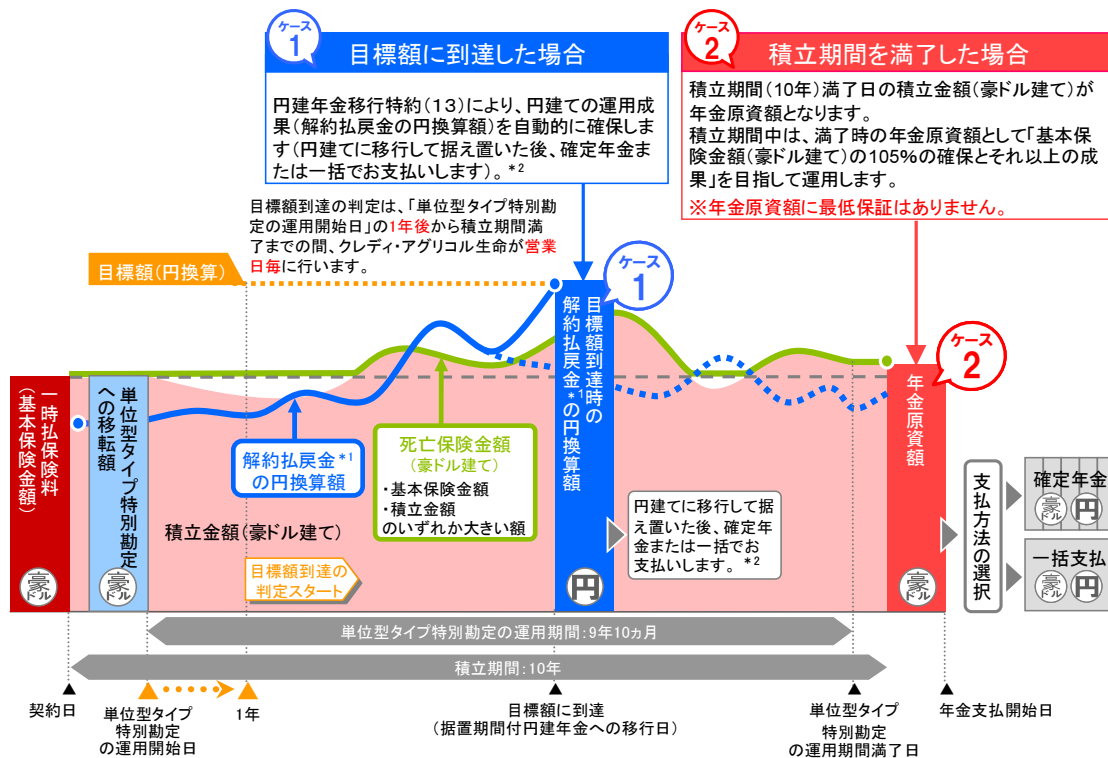 ケース
1
目標額に到達した場合
円建年金移行特約(13)により、円建ての運用成
果(解約払戻金の円換算額)を自動的に確保しま
す(円建てに移行して据え置いた後、確定年金
または一括でお支払いします)。*2
ケース
2
積立期間を満了した場合
積立期間(10年)満了日の積立金額(豪ドル建て)が
年金原資額となります。
積立期間中は、満了時の年金原資額として「基本保
険金額(豪ドル建て)の105%の確保とそれ以上の成
果」を目指して運用します。
※年金原資額に最低保証はありません。
目標額到達の判定は、「単位型タイプ特別勘
定の運用開始日」の1年後から積立期間満
了までの間、クレディ・アグリコル生命が営業
日毎に行います。
目標額(円換算)
ケース
1
ケース
2
一時払保険料
(基本保険金額)
豪ドル
単位型タイプ特別勘定
への移転額
豪ドル
解約払戻金*1
の円換算額
死亡保険金額
(豪ドル建て)
・基本保険金額
・積立金額
のいずれか大きい額
積立金額(豪ドル建て)
目標額到達の
判定スタート
目標額到達時の
解約払戻金*1の円換算額
円
円建てに移行して据
え置いた後、確定年
金または一括でお
支払いします。*2
年金原資額
豪ドル
支払方法の選択
確定年金
豪ドル
円
一括支払
豪ドル
円
単位型タイプ特別勘定の運用期間:9年10ヵ月
積立期間:10年
契約日
単位型タイプ
特別勘定
の運用開始日
1年
目標額に到達
(据置期間付円建年金への移行日)
単位型タイプ
特別勘定
の運用期間満了日
年金支払開始日